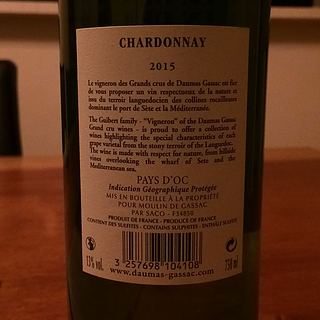 CHARDONNAY
2015
Le vigneron des Grands crus de Daumas Gassac est fier
de vous proposer un vin respectueux de la nature et
issu du terroir languedocien des collines rocailleuses
dominant le port de Sète et la Méditerranée.
The Guibert family - "Vigneron" of the Daumas Gassac
Grand cru wines - is proud to offer a collection of
wines highlighting the special characteristics of each
grape varietal from the stony terroir of the Languedoc.
The wine is made with respect for nature, from hillside
vines overlooking the wharf of Sete and the
Mediterranean sea.
PAYS D'OC
Indication Géographique Protégée
MIS EN BOUTEILLE À LA PROPRIÉTÉ
POUR MOULIN DE GASSAC
PAR SACO - F34850
PRODUIT DE FRANCE - PRODUCE OF FRANCE
CONTIENT DES SULFITES - CONTAINS SULPHITES - ENTHÄLT SULFITE
13% vol.
3 257698 104108
750 ml
www.daumas-gassac.com